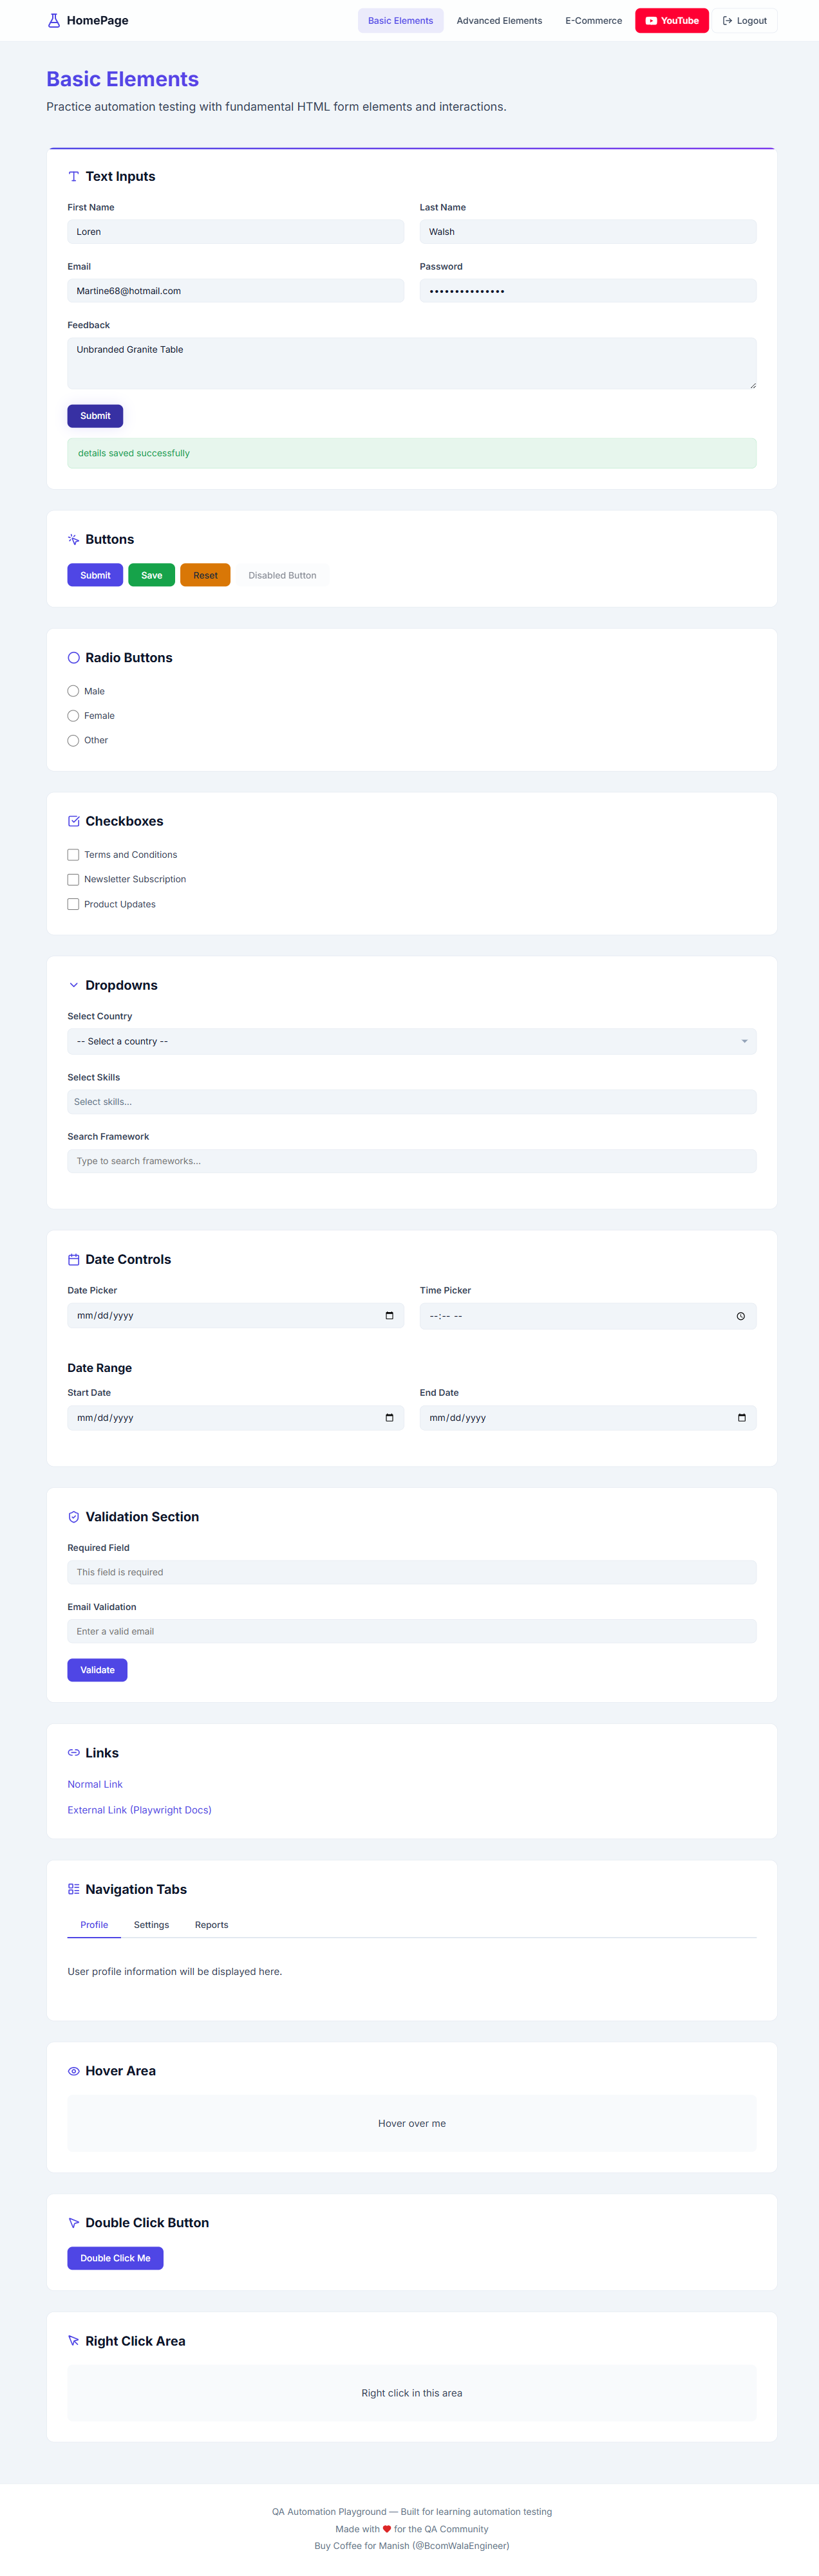 HomePage
Basic Elements
Advanced Elements
E-Commerce
YouTube
Logout
Basic Elements
Practice automation testing with fundamental HTML form elements and interactions.
Text Inputs
First Name
Last Name
Loren
Walsh
Email
Password
Martine68@hotmail.com
•••••••••••••••
Feedback
Unbranded Granite Table
Submit
details saved successfully
Buttons
Submit
Save
Reset
Disabled Button
Radio Buttons
Male
Female
Other
Checkboxes
Terms and Conditions
Newsletter Subscription
Product Updates
Dropdowns
Select Country
-- Select a country --
Select Skills
Select skills...
Search Framework
Type to search frameworks...
Date Controls
Date Picker
Time Picker
mm/dd/yyyy
--:-- --
Date Range
Start Date
End Date
mm/dd/yyyy
mm/dd/yyyy
Validation Section
Required Field
This field is required
Email Validation
Enter a valid email
Validate
Links
Normal Link
External Link (Playwright Docs)
Navigation Tabs
Profile
Settings
Reports
User profile information will be displayed here.
Hover Area
Hover over me
Double Click Button
Double Click Me
Right Click Area
Right click in this area
QA Automation Playground — Built for learning automation testing
Made with ❤ for the QA Community
Buy Coffee for Manish (@BcomWalaEngineer)